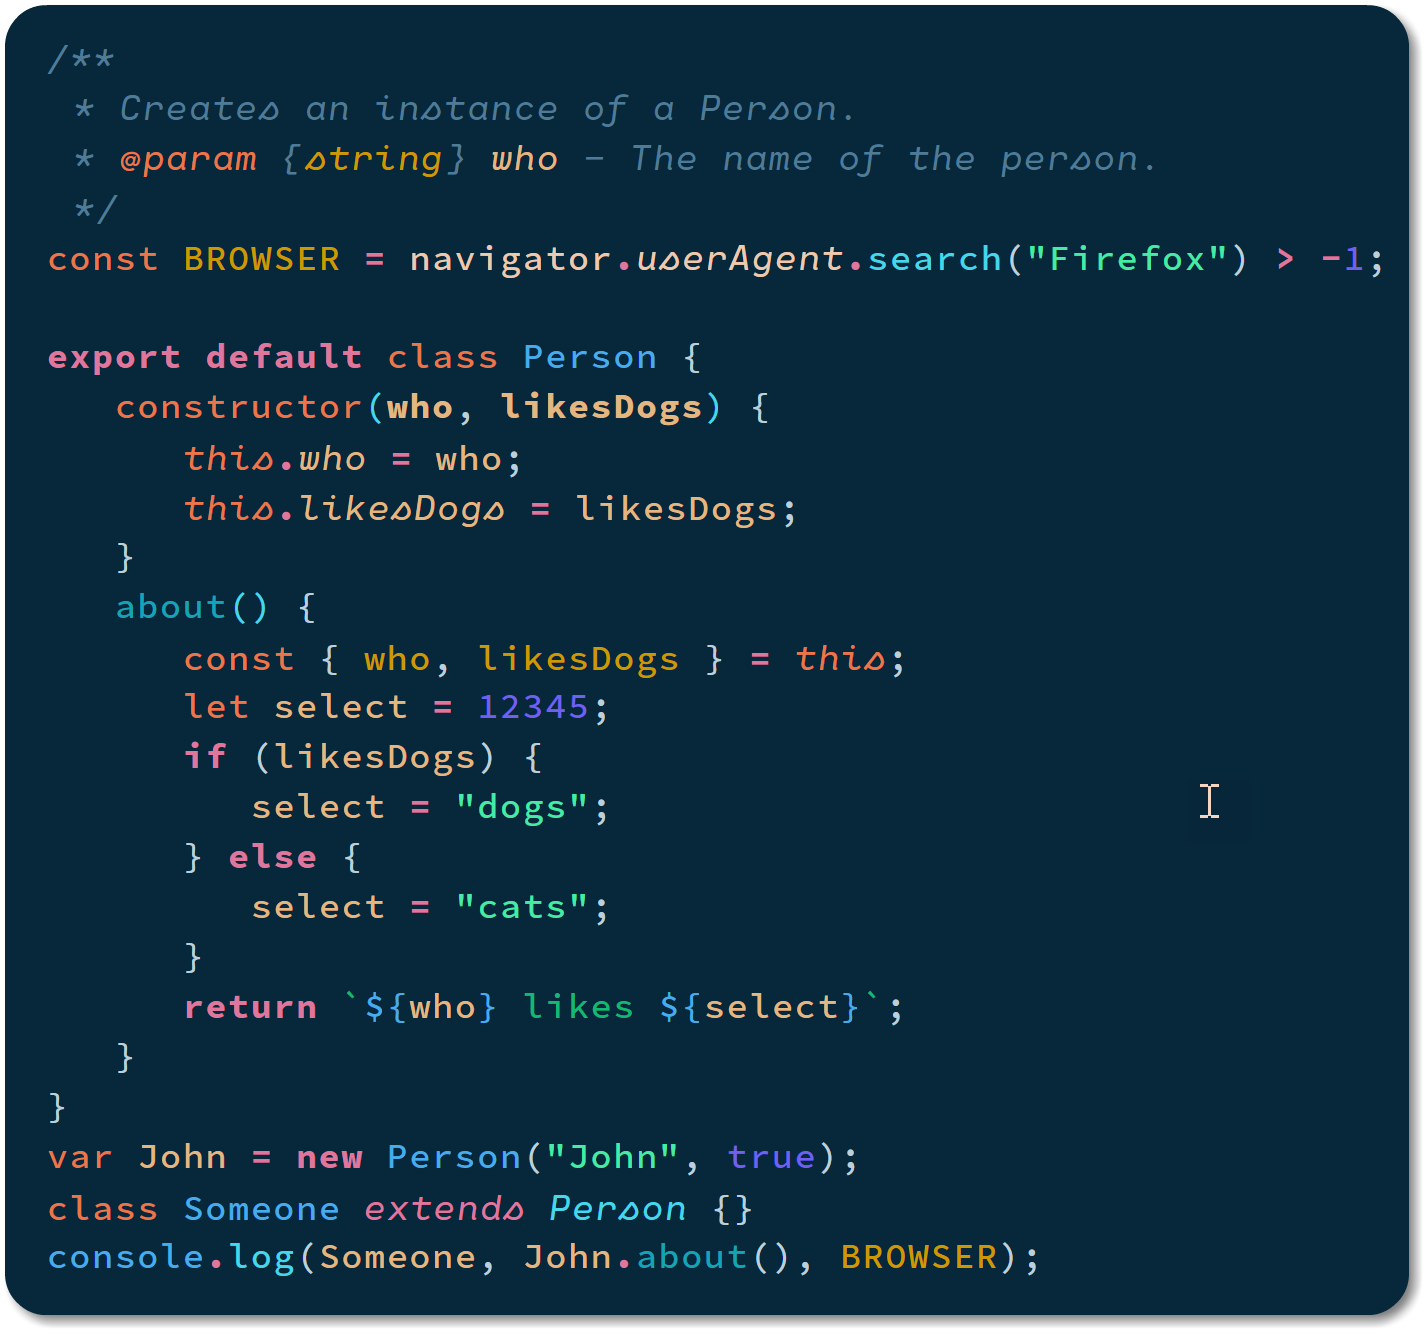 /**
 * Creates an instance of a Person.
 * @param {string} who - The name of the person.
 */
const BROWSER = navigator.userAgent.search("Firefox") > -1;

export default class Person {
   constructor(who, likesDogs) {
      this.who = who;
      this.likesDogs = likesDogs;
   }
   about() {
      const { who, likesDogs } = this;
      let select = 12345;
      if (likesDogs) {
         select = "dogs";
      } else {
         select = "cats";
      }
      return `${who} likes ${select}`;
   }
}
var John = new Person("John", true);
class Someone extends Person {}
console.log(Someone, John.about(), BROWSER);